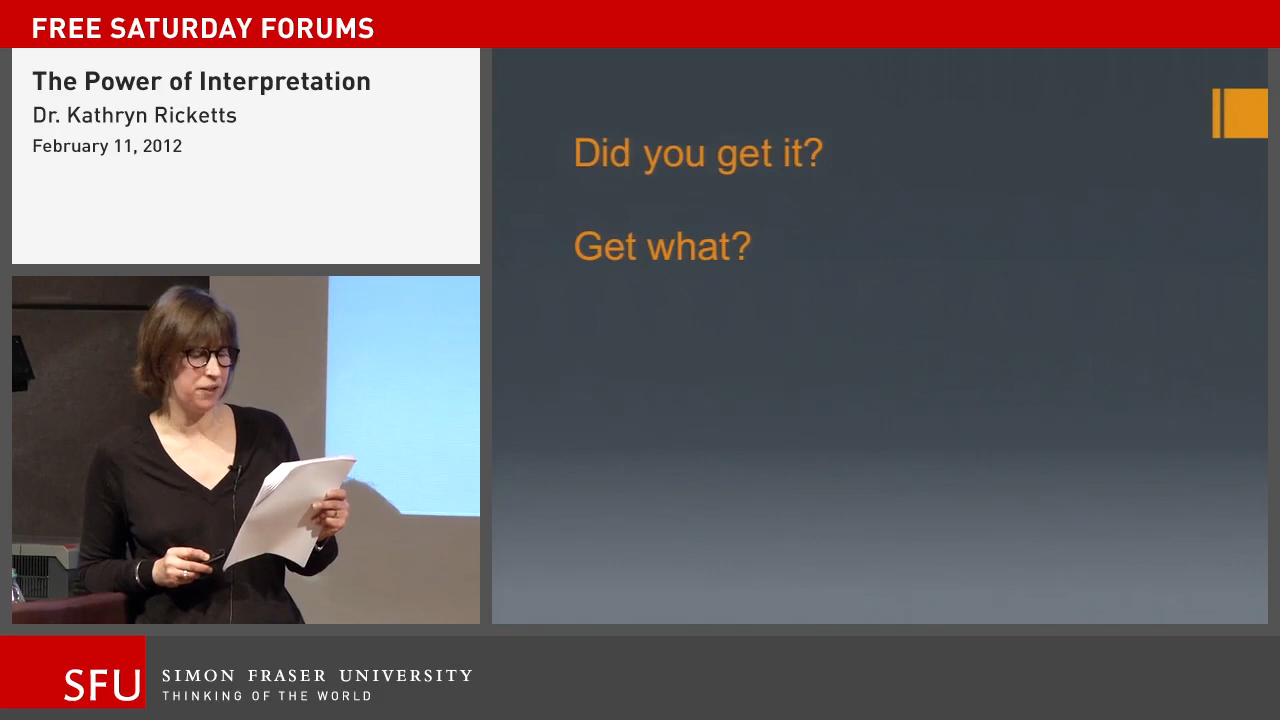 FREE SATURDAY FORUMS
The Power of Interpretation
Dr. Kathryn Ricketts
February 11, 2012
Did you get it?
Get what?
SFU
SIMON FRASER UNIVERSITY
THINKING OF THE WORLD